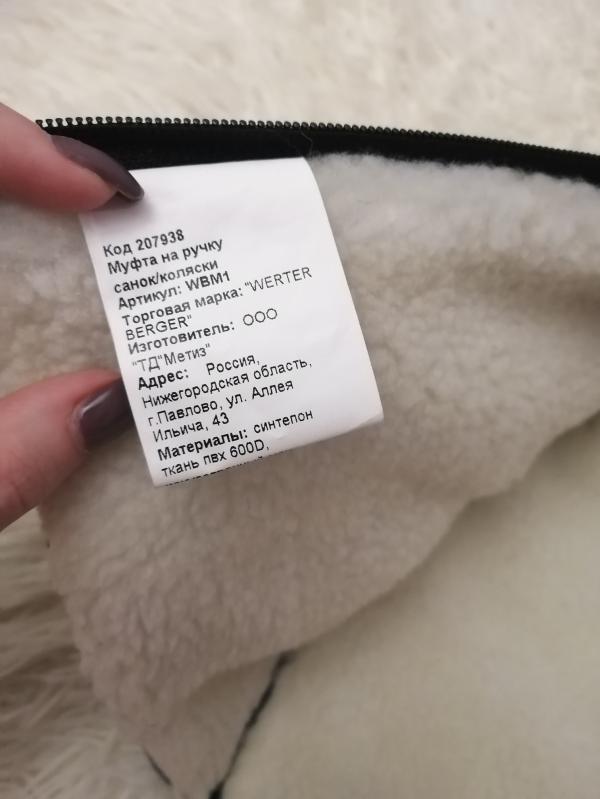 Код 207938
Муфта на ручку
санок/коляски
Артикул: WBM1
Торговая марка: "WERTER
BERGER"
Изготовитель: ООО
"ТД"Метиз"
Адрес: Россия,
Нижегородская область,
г.Павлово, ул. Аллея
Ильича, 43
Материалы: синтепон
ткань пвх 600D,